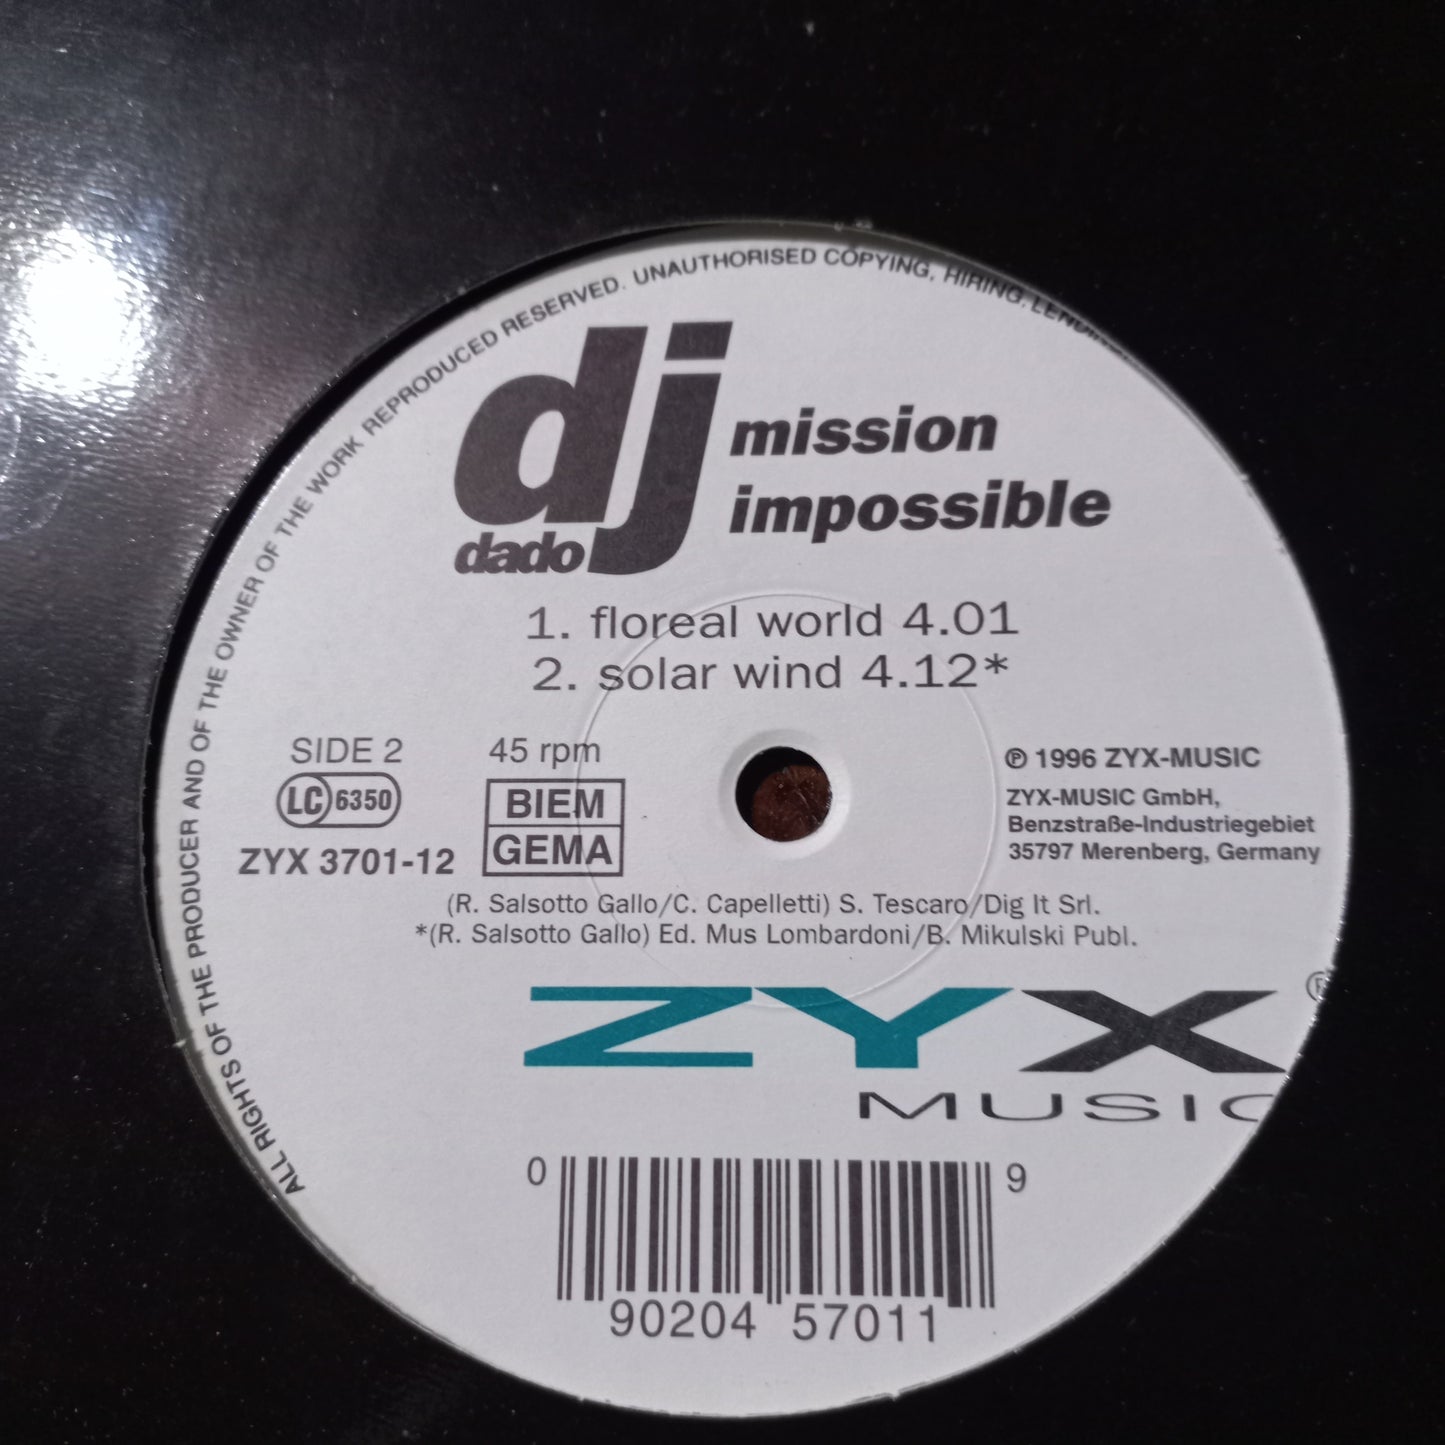 ALL RIGHTS OF THE PRODUCER AND OF THE OWNER OF THE WORK REPRODUCED RESERVED. UNAUTHORISED COPYING, HIRING, 
dj
dado
mission
impossible
1. floreal world 4.01
2. solar wind 4.12*
SIDE 2
45 rpm
LC 6350
BIEM
GEMA
ZYX 3701-12
℗ 1996 ZYX-MUSIC
ZYX-MUSIC GmbH,
Benzstraße-Industriegebiet
35797 Merenberg, Germany
(R. Salsotto Gallo/C. Capelletti) S. Tescaro/Dig It Srl.
*(R. Salsotto Gallo) Ed. Mus Lombardoni/B. Mikulski Publ.
ZYX®
MUSIC
0 90204 57011 9